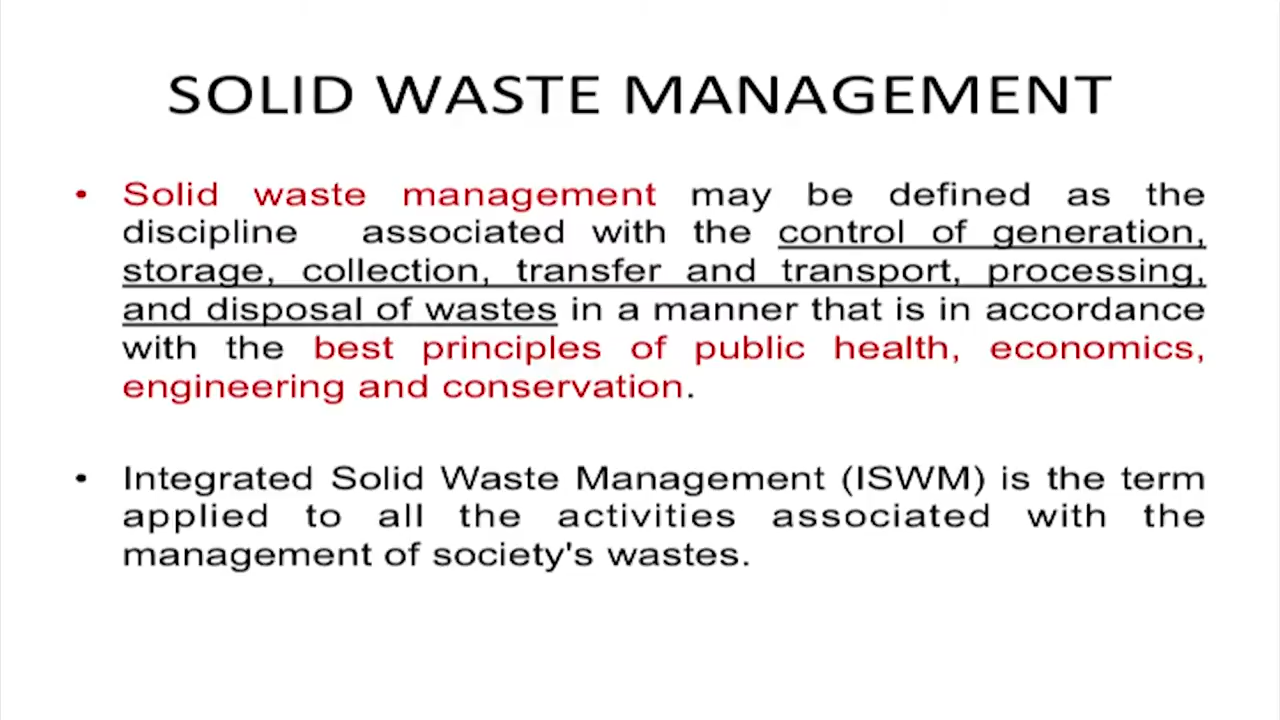 SOLID WASTE MANAGEMENT
• Solid waste management may be defined as the
discipline associated with the control of generation,
storage, collection, transfer and transport, processing,
and disposal of wastes in a manner that is in accordance
with the best principles of public health, economics,
engineering and conservation.
• Integrated Solid Waste Management (ISWM) is the term
applied to all the activities associated with the
management of society's wastes.